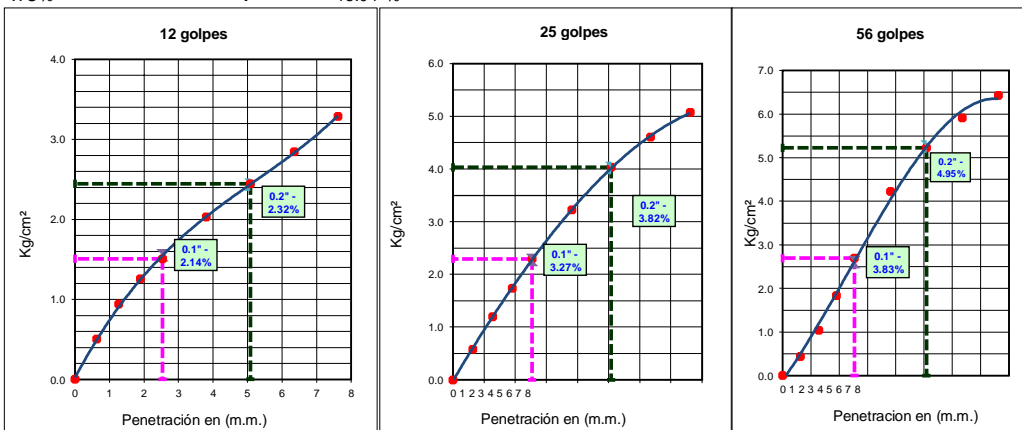 12 golpes
4.0
3.0
2.0
1.0
0.0
Kg/cm²
0.2" -
2.32%
0.1" -
2.14%
0 1 2 3 4 5 6 7 8
Penetración en (m.m.)
25 golpes
6.0
5.0
4.0
3.0
2.0
1.0
0.0
Kg/cm²
0.2" -
3.82%
0.1" -
3.27%
0 1 2 3 4 5 6 7 8
Penetración en (m.m.)
56 golpes
7.0
6.0
5.0
4.0
3.0
2.0
1.0
0.0
Kg/cm²
0.2" -
4.95%
0.1" -
3.83%
0 1 2 3 4 5 6 7 8
Penetracion en (m.m.)